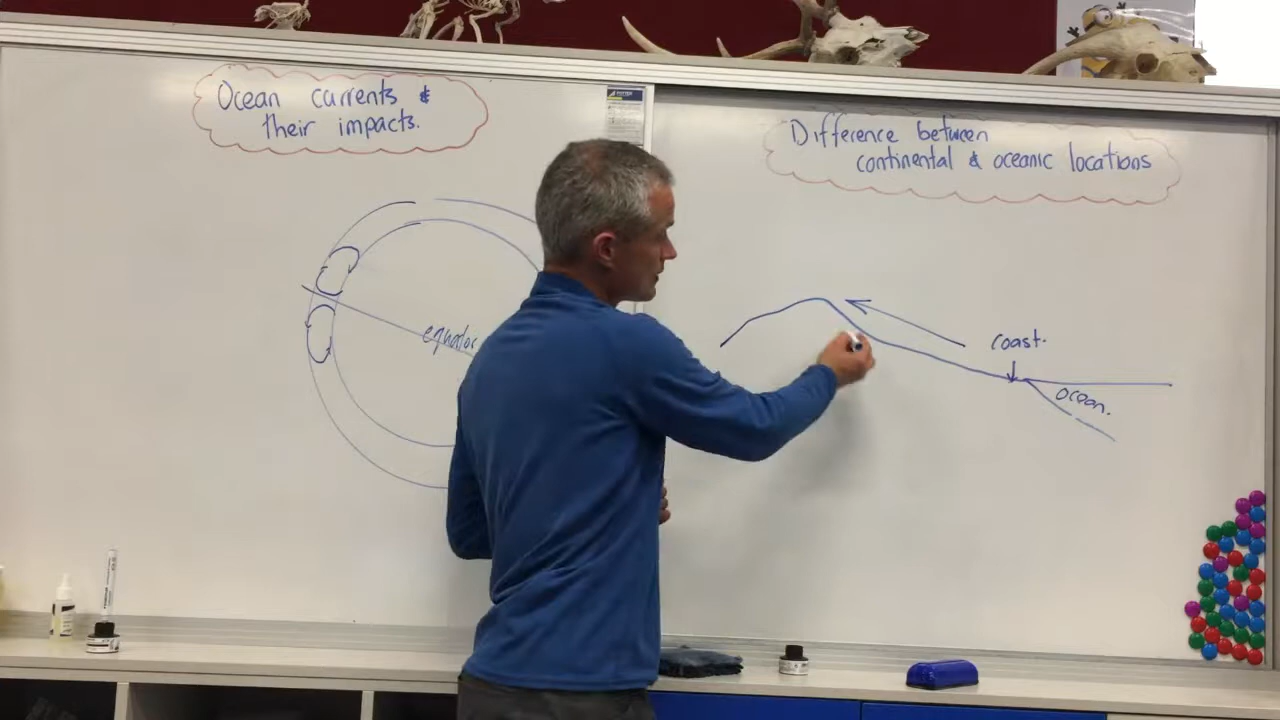 Ocean currents &
their impacts.
Difference between
continental & oceanic locations
equator
coast.
ocean.